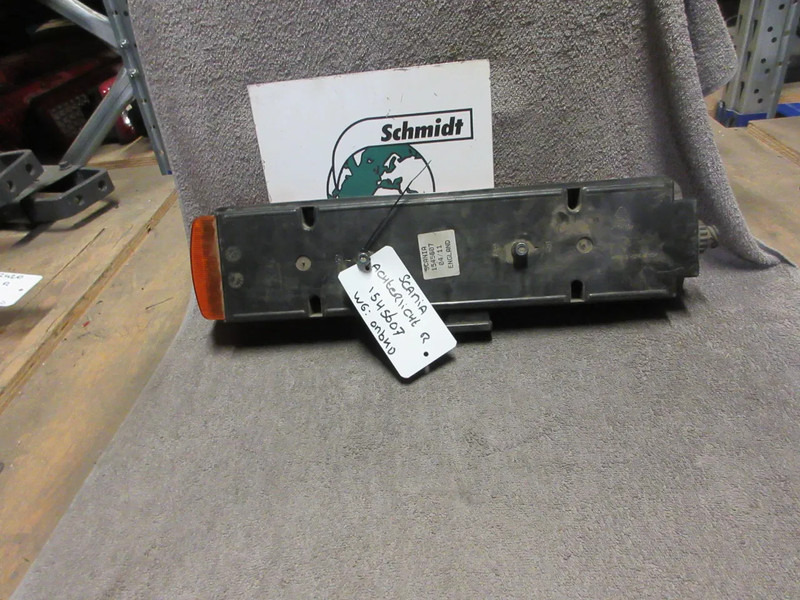 Schmidt
SCANIA
1545607
04/11
ENGLAND
SCANIA
ACHTERLICHT R
1545607
WG: ONBKD